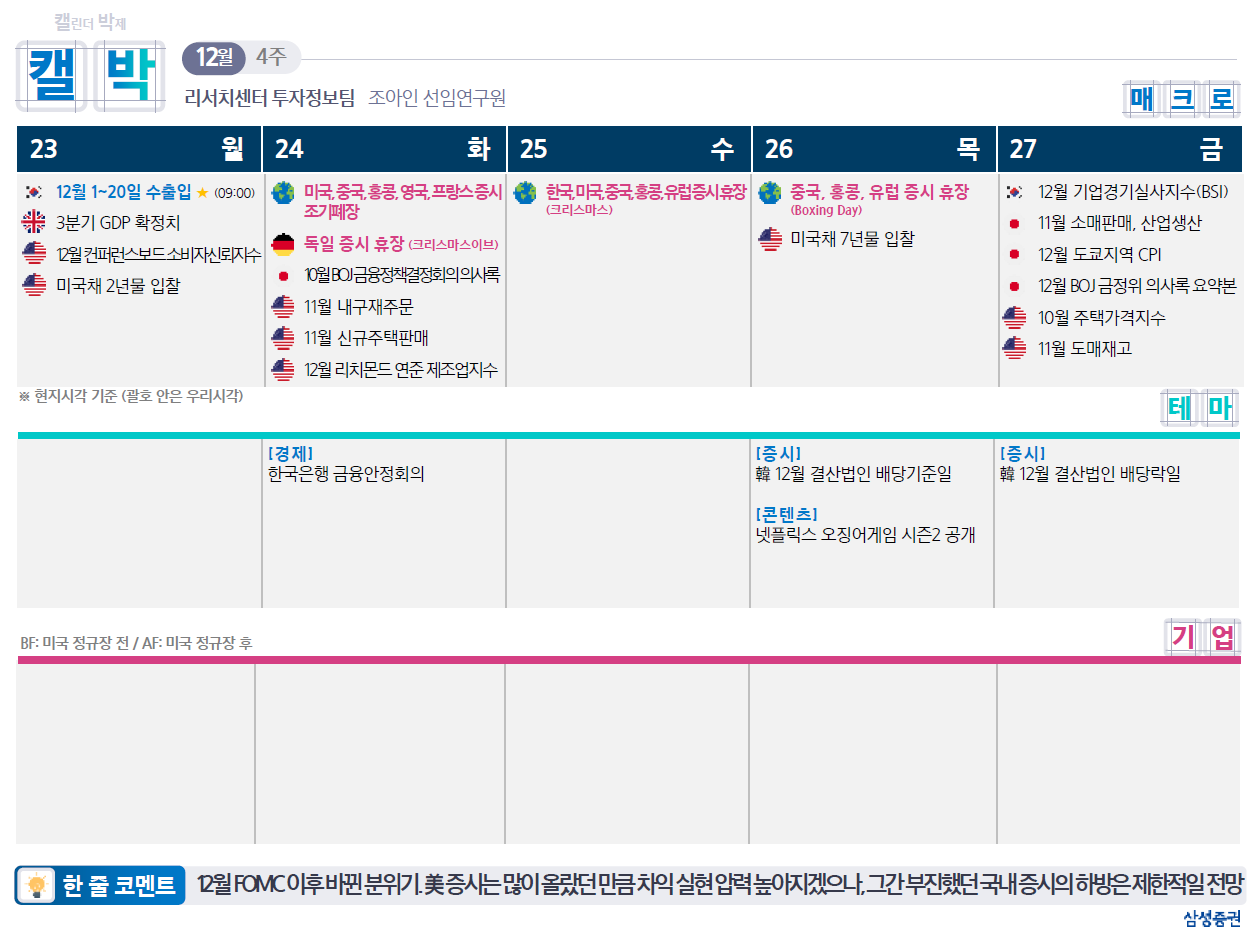 캘린더 박제
캘박
12월 4주
리서치센터 투자정보팀 조아인 선임연구원
매크로
23 월
24 화
25 수
26 목
27 금
12월 1~20일 수출입 ★ (09:00)
3분기 GDP 확정치
12월 컨퍼런스보드 소비자신뢰지수
미국채 2년물 입찰
미국, 중국, 홍콩, 영국, 프랑스 증시
조기폐장
독일 증시 휴장 (크리스마스이브)
10월 BOJ 금융정책결정회의 의사록
11월 내구재주문
11월 신규주택판매
12월 리치몬드 연준 제조업지수
한국, 미국, 중국, 홍콩, 유럽 증시 휴장
(크리스마스)
중국, 홍콩, 유럽 증시 휴장
(Boxing Day)
미국채 7년물 입찰
12월 기업경기실사지수(BSI)
11월 소매판매, 산업생산
12월 도쿄지역 CPI
12월 BOJ 금정위 의사록 요약본
10월 주택가격지수
11월 도매재고
※ 현지시각 기준 (괄호 안은 우리시각)
테마
[경제]
한국은행 금융안정회의
[증시]
韓 12월 결산법인 배당기준일
[콘텐츠]
넷플릭스 오징어게임 시즌2 공개
[증시]
韓 12월 결산법인 배당락일
BF: 미국 정규장 전 / AF: 미국 정규장 후
기업
한 줄 코멘트
12월 FOMC 이후 바뀐 분위기. 美 증시는 많이 올랐던 만큼 차익 실현 압력 높아지겠으나, 그간 부진했던 국내 증시의 하방은 제한적일 전망
삼성증권